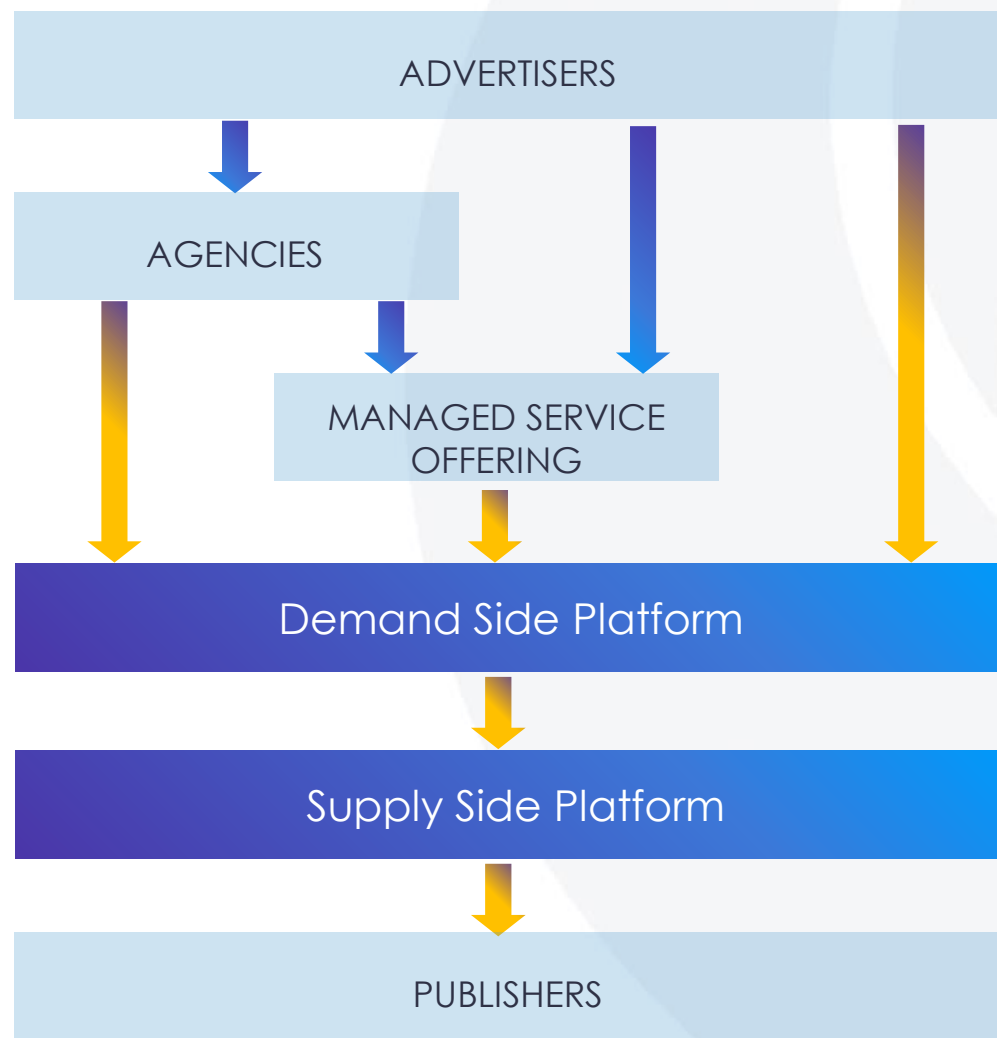 ADVERTISERS
AGENCIES
MANAGED SERVICE
OFFERING
Demand Side Platform
Supply Side Platform
PUBLISHERS